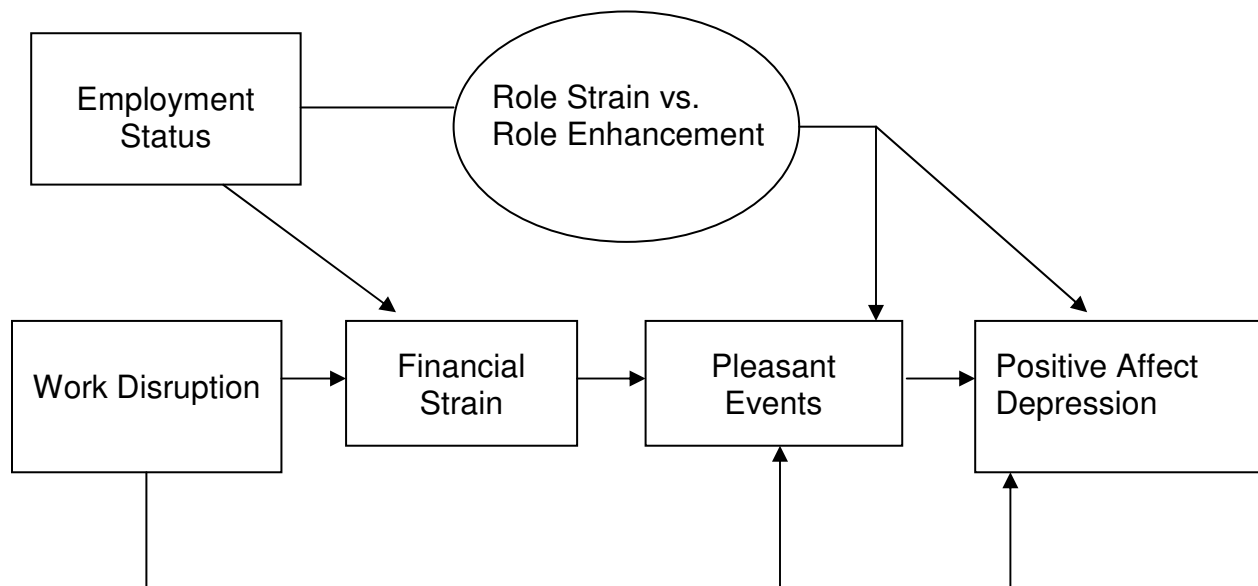 Employment
Status
Role Strain vs.
Role Enhancement
Work Disruption
Financial
Strain
Pleasant
Events
Positive Affect
Depression